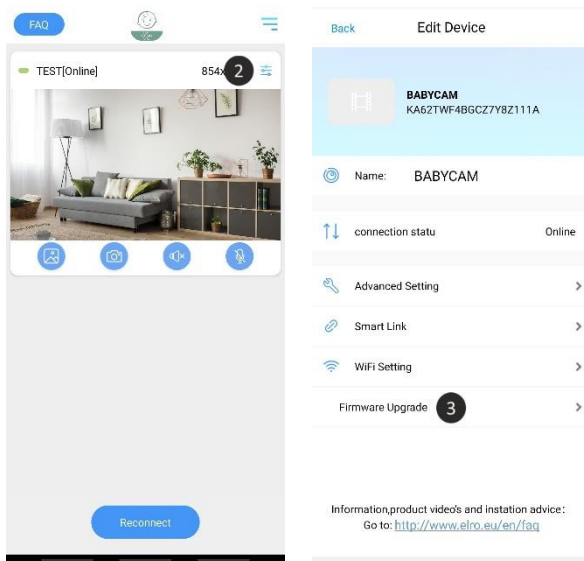 FAQ
TEST[Online]
854x
2
Reconnect
Back
Edit Device
BABYCAM
KA62TWF4BGCZ7Y8Z111A
Name:
BABYCAM
connection statu
Online
Advanced Setting
Smart Link
WiFi Setting
Firmware Upgrade
3
Information,product video's and instation advice:
Go to: http://www.elro.eu/en/faq